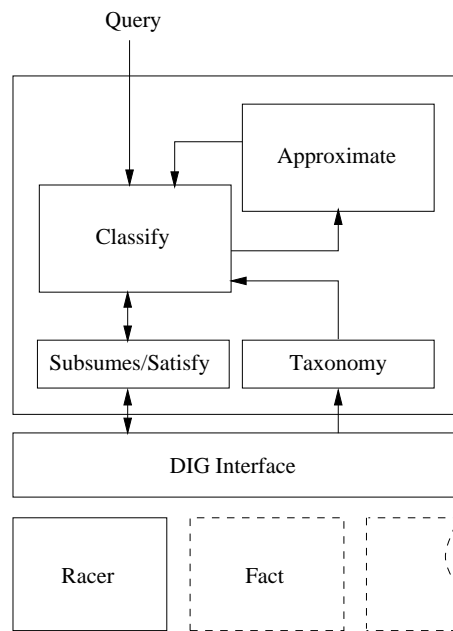 Query
Approximate
Classify
Subsumes/Satisfy
Taxonomy
DIG Interface
Racer
Fact